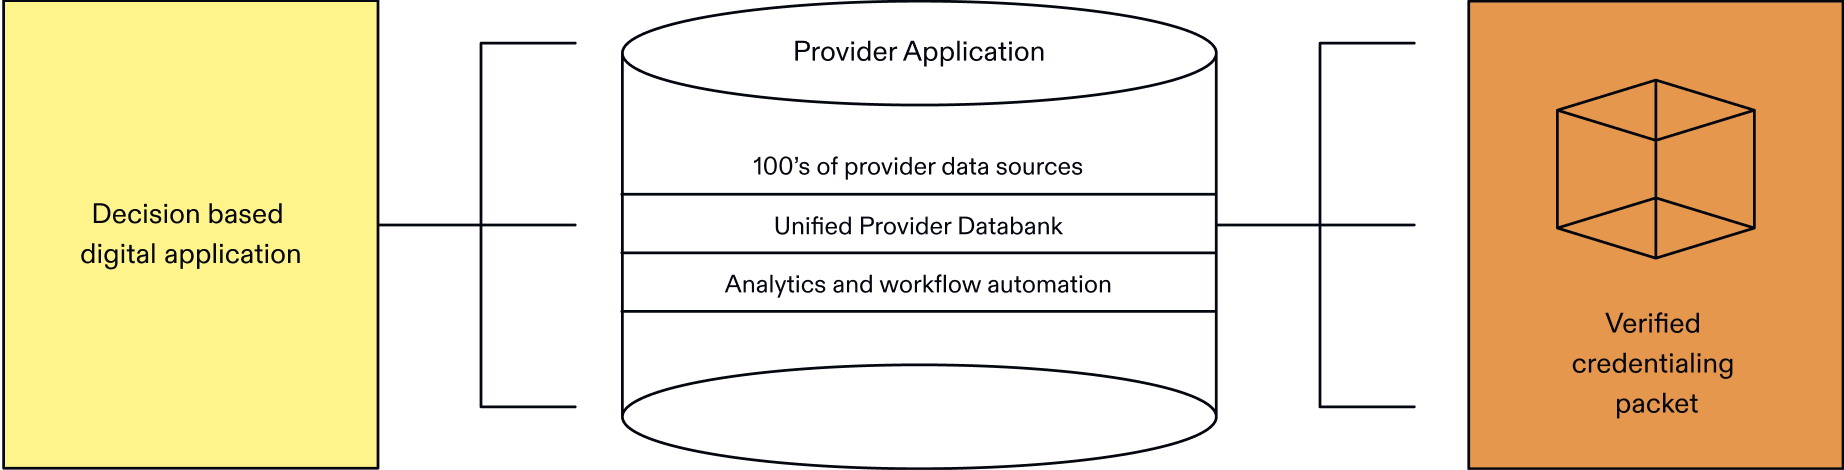 Decision based
digital application
Provider Application
100’s of provider data sources
Unified Provider Databank
Analytics and workflow automation
Verified
credentialing
packet